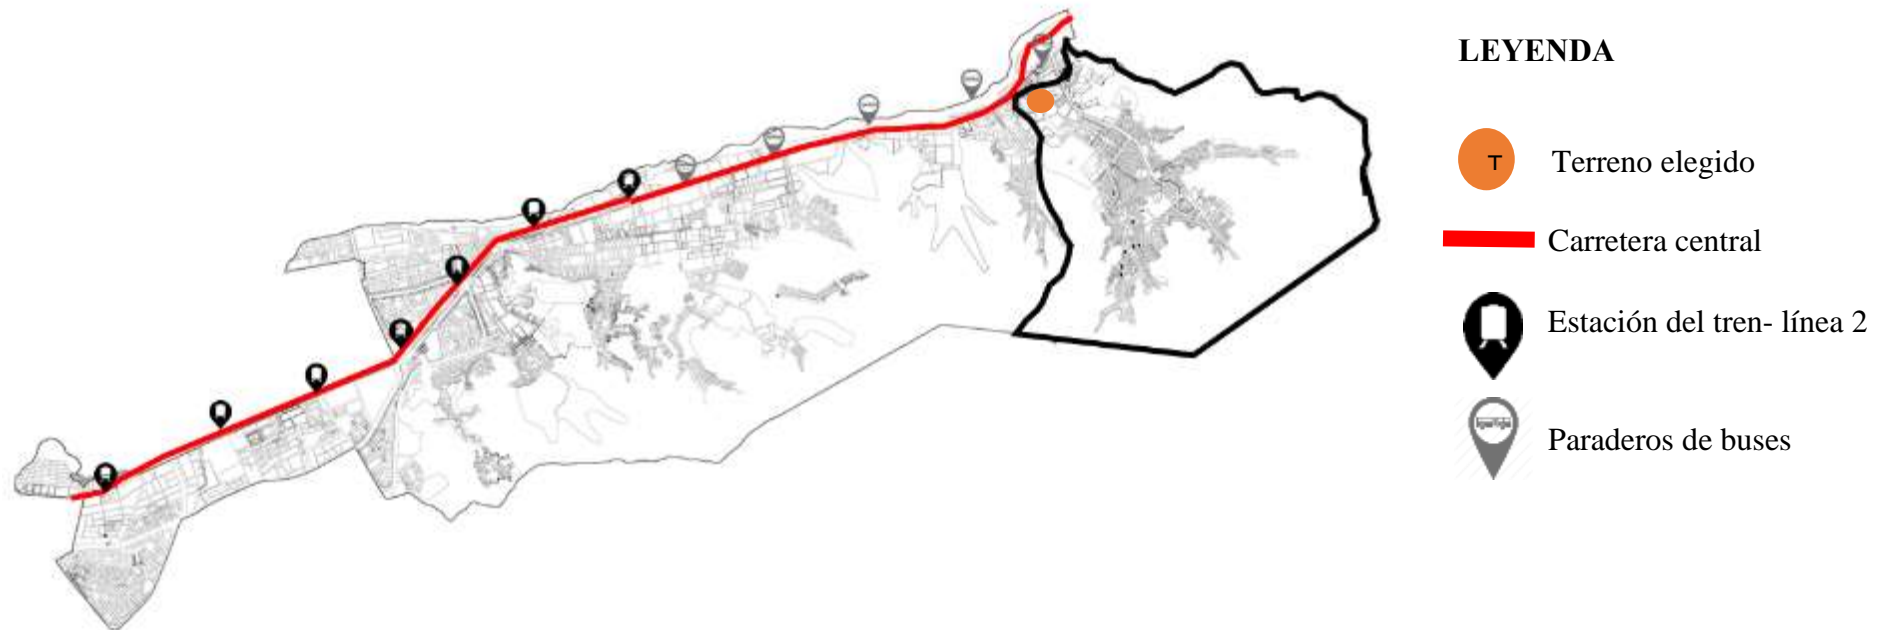 LEYENDA
T
Terreno elegido
Carretera central
Estación del tren- línea 2
Paraderos de buses